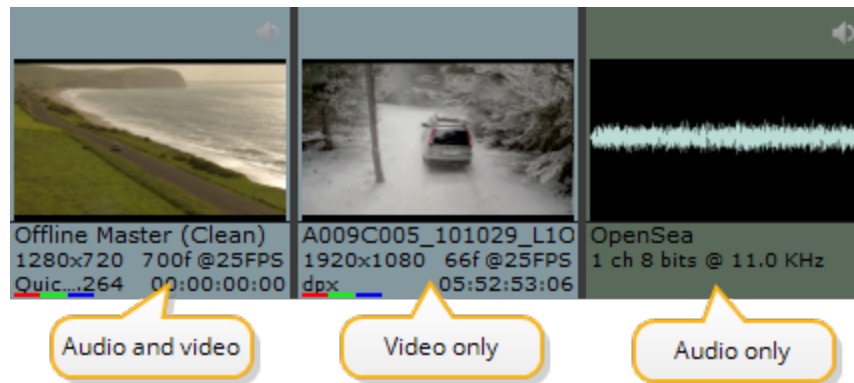 Offline Master (Clean)
1280x720 700f @25FPS
Quic....264 00:00:00:00
A009C005_101029_L1O
1920x1080 66f@25FPS
dpx 05:52:53:06
OpenSea
1 ch 8 bits @ 11.0 KHz
Audio and video
Video only
Audio only